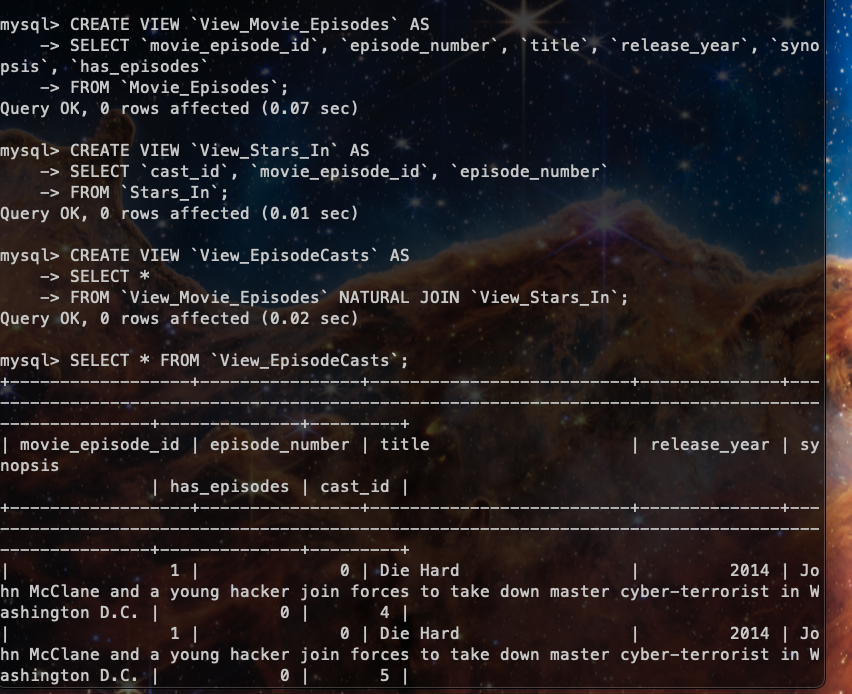 mysql> CREATE VIEW `View_Movie_Episodes` AS
    -> SELECT `movie_episode_id`, `episode_number`, `title`, `release_year`, `syno
psis`, `has_episodes`
    -> FROM `Movie_Episodes`;
Query OK, 0 rows affected (0.07 sec)

mysql> CREATE VIEW `View_Stars_In` AS
    -> SELECT `cast_id`, `movie_episode_id`, `episode_number`
    -> FROM `Stars_In`;
Query OK, 0 rows affected (0.01 sec)

mysql> CREATE VIEW `View_EpisodeCasts` AS
    -> SELECT *
    -> FROM `View_Movie_Episodes` NATURAL JOIN `View_Stars_In`;
Query OK, 0 rows affected (0.02 sec)

mysql> SELECT * FROM `View_EpisodeCasts`;
+------------------+----------------+--------------------------+--------------+---
----------------------------------------------------------------------------------
---------------+--------------+---------+
| movie_episode_id | episode_number | title                    | release_year | sy
nopsis
               | has_episodes | cast_id |
+------------------+----------------+--------------------------+--------------+---
----------------------------------------------------------------------------------
---------------+--------------+---------+
|                1 |              0 | Die Hard                 |         2014 | Jo
hn McClane and a young hacker join forces to take down master cyber-terrorist in W
ashington D.C. |            0 |       4 |
|                1 |              0 | Die Hard                 |         2014 | Jo
hn McClane and a young hacker join forces to take down master cyber-terrorist in W
ashington D.C. |            0 |       5 |